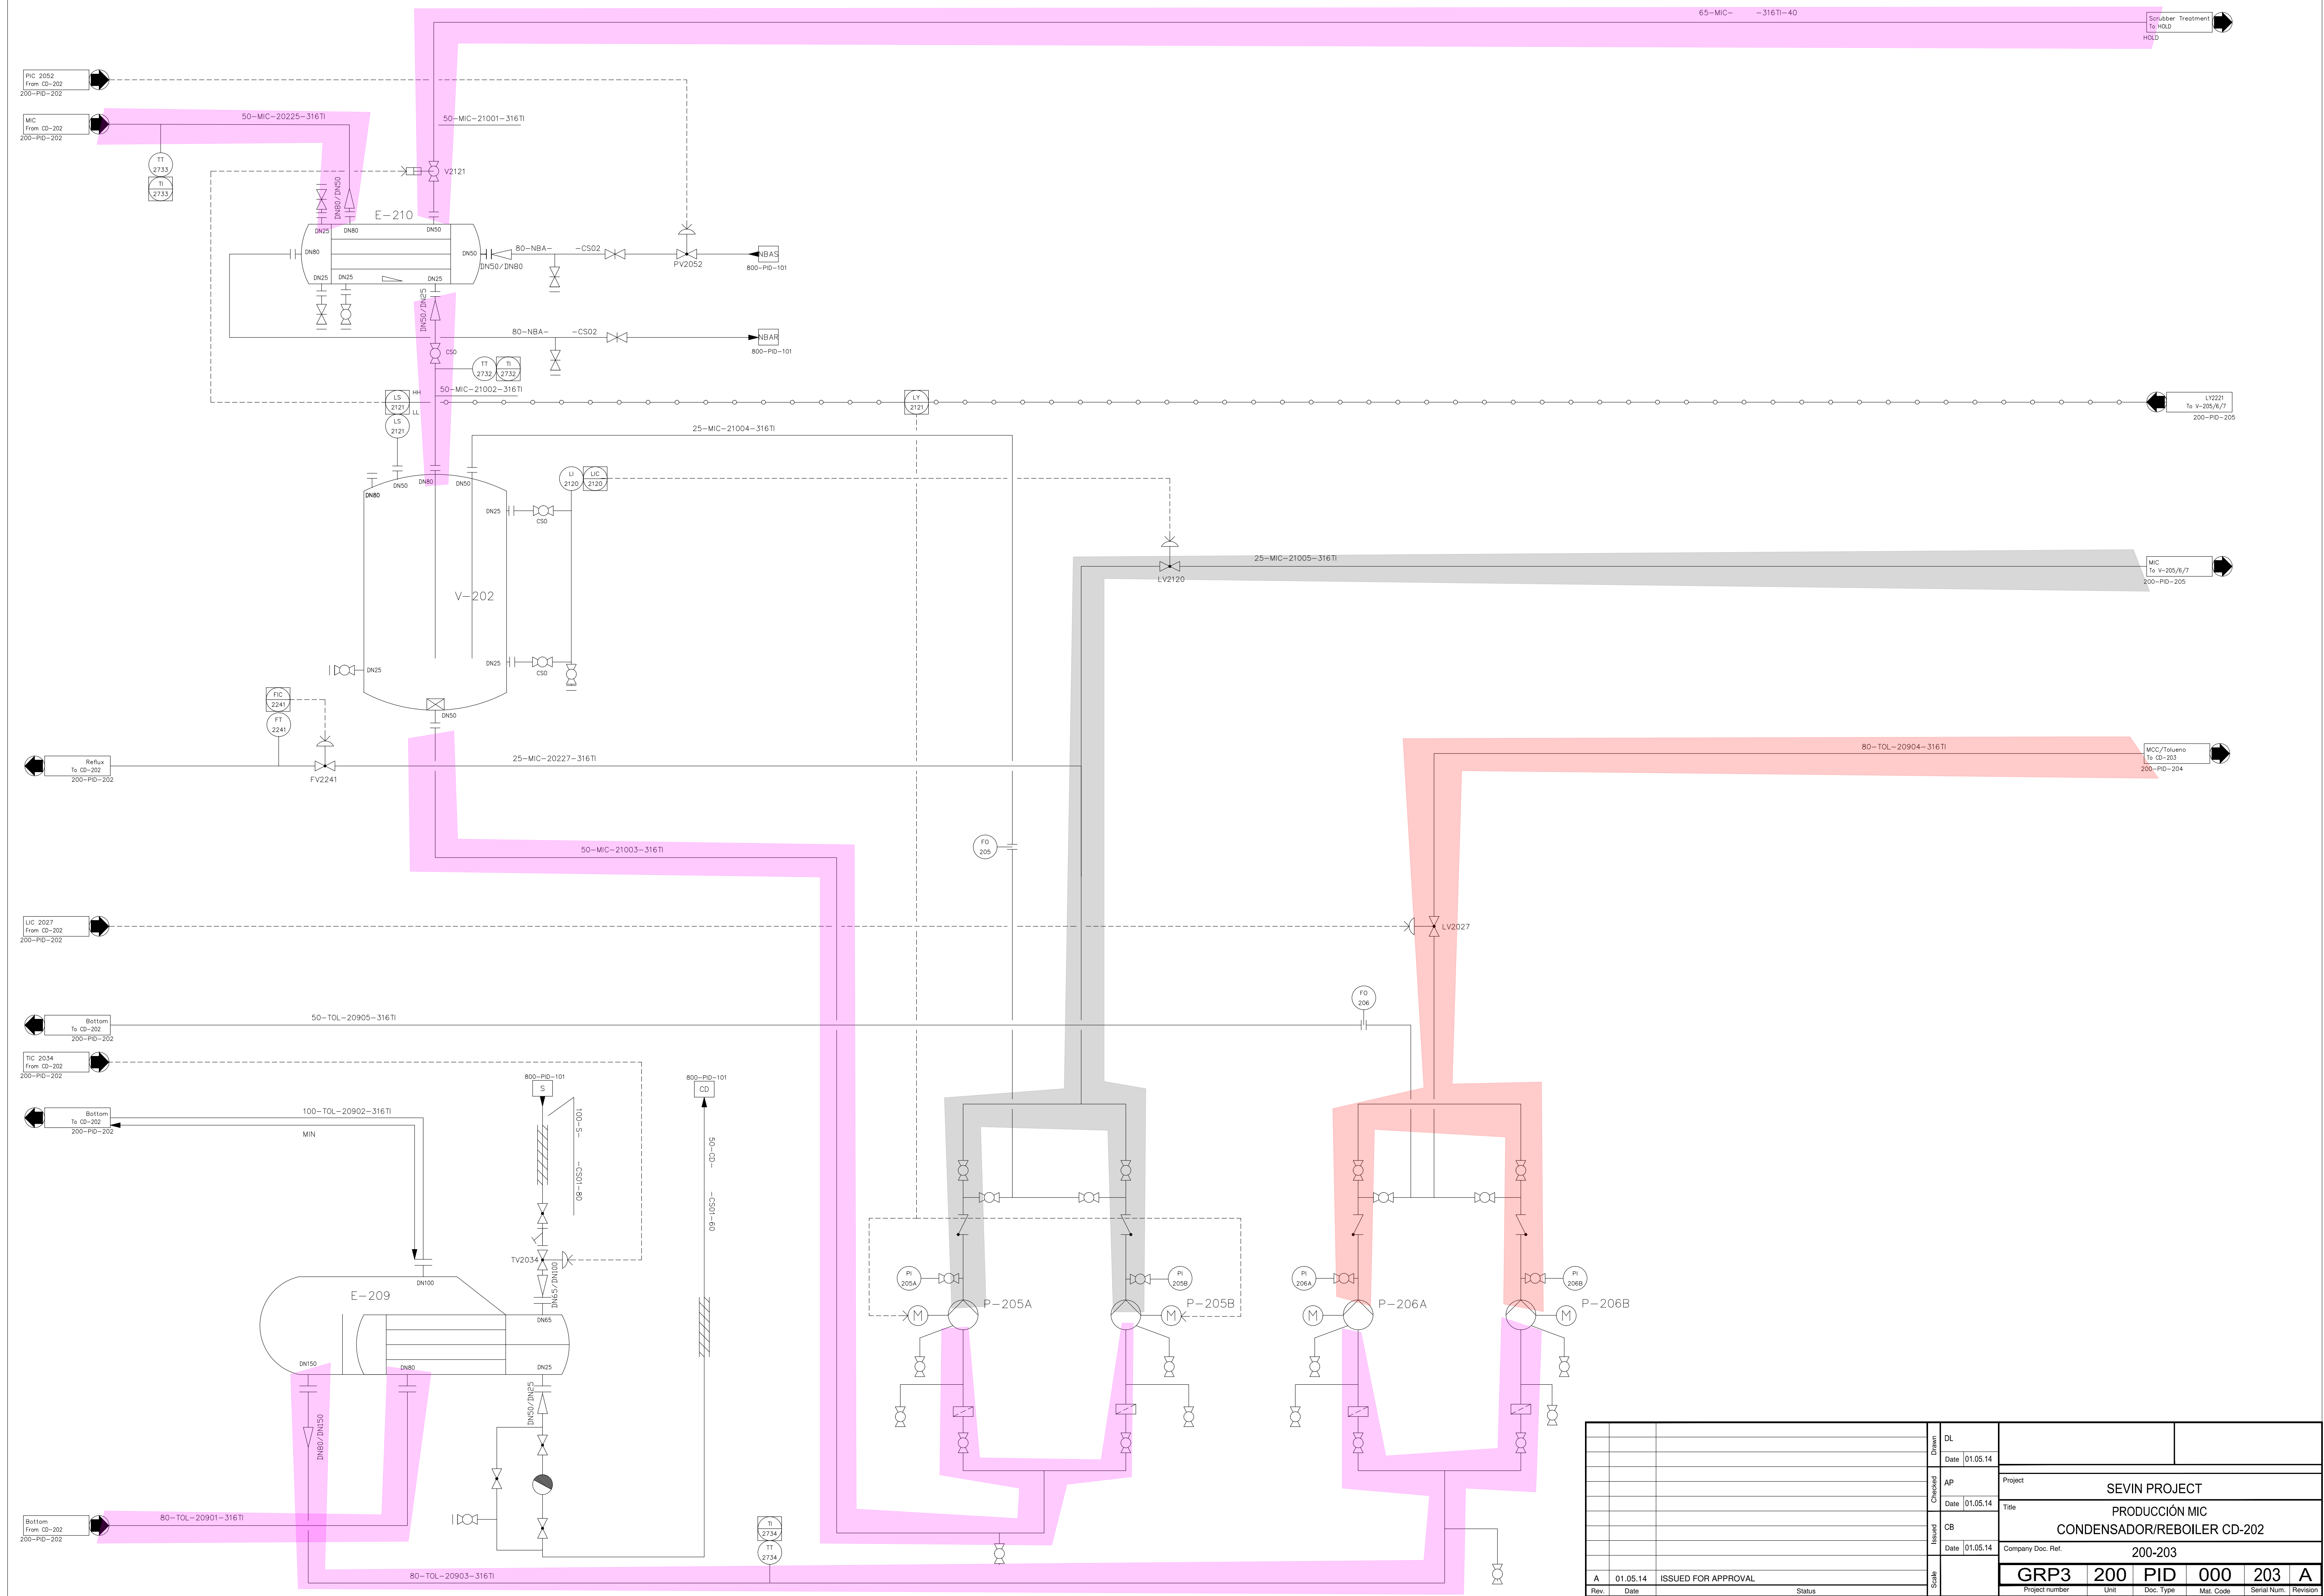 65-MIC- -316TI-40
Scrubber Treatment
To HOLD
HOLD
PIC 2052
From CD-202
200-PID-202
MIC
From CD-202
200-PID-202
50-MIC-20225-316TI
50-MIC-21001-316TI
TT
2733
TI
2733
V2121
DN80/DN50
E-210
DN25
DN80
DN50
DN80
DN50
DN50/DN80
80-NBA- -CS02
PV2052
NBAS
800-PID-101
DN25
DN25
DN25
DN50/DN25
80-NBA- -CS02
NBAR
800-PID-101
CSO
TT
2732
TI
2732
50-MIC-21002-316TI
LS
2121
HH
LL
LS
2121
LY
2121
LY2221
To V-205/6/7
200-PID-205
25-MIC-21004-316TI
DN80
DN50
DN80
DN50
LI
2120
LIC
2120
DN25
CSO
25-MIC-21005-316TI
LV2120
MIC
To V-205/6/7
200-PID-205
V-202
DN25
DN25
CSO
FIC
2241
FT
2241
DN50
FV2241
Reflux
To CD-202
200-PID-202
25-MIC-20227-316TI
80-TOL-20904-316TI
MCC/Tolueno
To CD-203
200-PID-204
50-MIC-21003-316TI
FO
205
LIC 2027
From CD-202
200-PID-202
LV2027
FO
206
Bottom
To CD-202
200-PID-202
50-TOL-20905-316TI
TIC 2034
From CD-202
200-PID-202
800-PID-101
S
800-PID-101
CD
Bottom
To CD-202
200-PID-202
100-TOL-20902-316TI
MIN
100-S- -CS01-80
50-CD- -CS01-60
TV2034
DN65/DN100
DN100
E-209
DN65
DN150
DN80
DN25
DN80/DN150
DN50/DN25
PI
205A
PI
205B
PI
206A
PI
206B
M
P-205A
P-205B
M
M
P-206A
P-206B
M
Bottom
From CD-202
200-PID-202
80-TOL-20901-316TI
TI
2734
TT
2734
80-TOL-20903-316TI
Drawn
DL
Date 01.05.14
Checked
AP
Date 01.05.14
Issued
CB
Date 01.05.14
Scale
Project
SEVIN PROJECT
Title
PRODUCCIÓN MIC
CONDENSADOR/REBOILER CD-202
Company Doc. Ref.
200-203
A 01.05.14 ISSUED FOR APPROVAL
Rev. Date Status
GRP3 200 PID 000 203 A
Project number Unit Doc. Type Mat. Code Serial Num. Revision